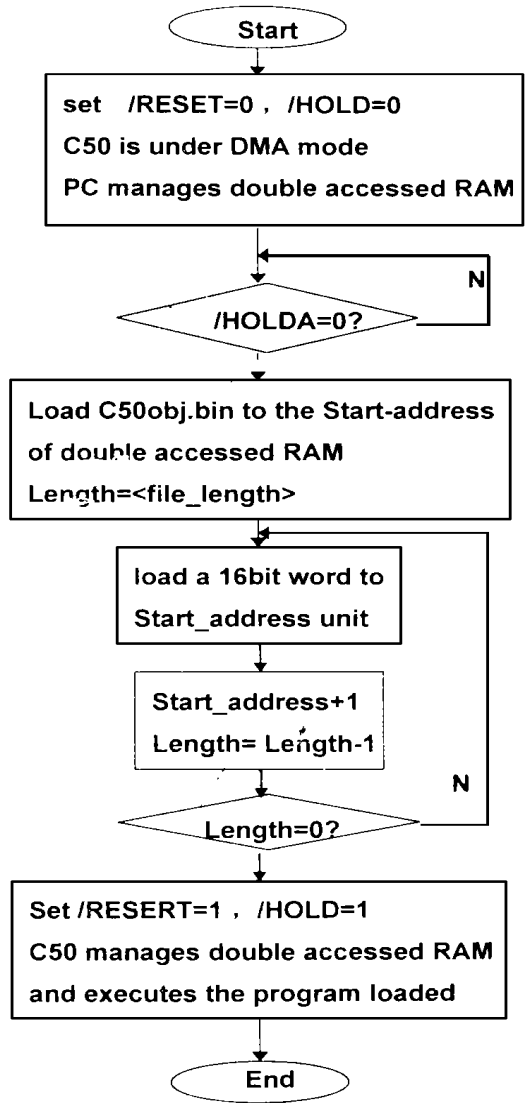 Start
set /RESET=0 , /HOLD=0
C50 is under DMA mode
PC manages double accessed RAM
N
/HOLDA=0?
Load C50obj.bin to the Start-address
of double accessed RAM
Length=<file_length>
load a 16bit word to
Start_address unit
Start_address+1
Length= Length-1
N
Length=0?
Set /RESERT=1 , /HOLD=1
C50 manages double accessed RAM
and executes the program loaded
End